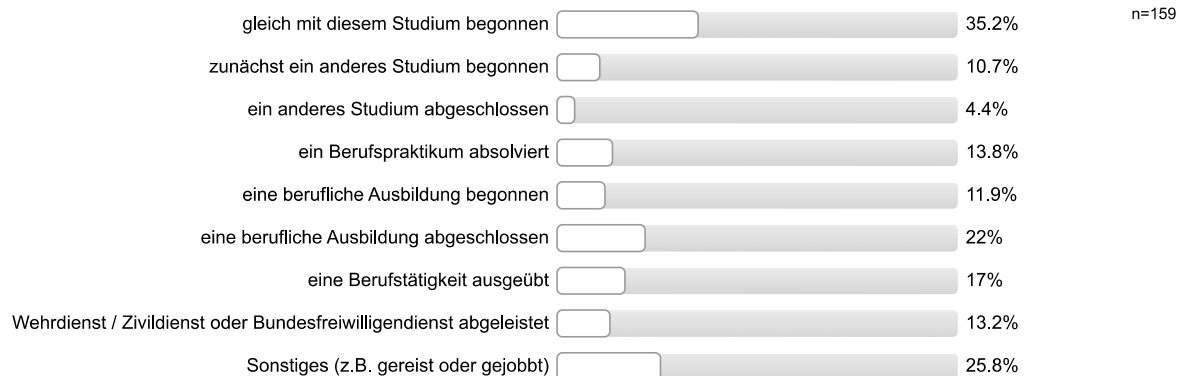 n=159
gleich mit diesem Studium begonnen 35.2%
zunächst ein anderes Studium begonnen 10.7%
ein anderes Studium abgeschlossen 4.4%
ein Berufspraktikum absolviert 13.8%
eine berufliche Ausbildung begonnen 11.9%
eine berufliche Ausbildung abgeschlossen 22%
eine Berufstätigkeit ausgeübt 17%
Wehrdienst / Zivildienst oder Bundesfreiwilligendienst abgeleistet 13.2%
Sonstiges (z.B. gereist oder gejobbt) 25.8%